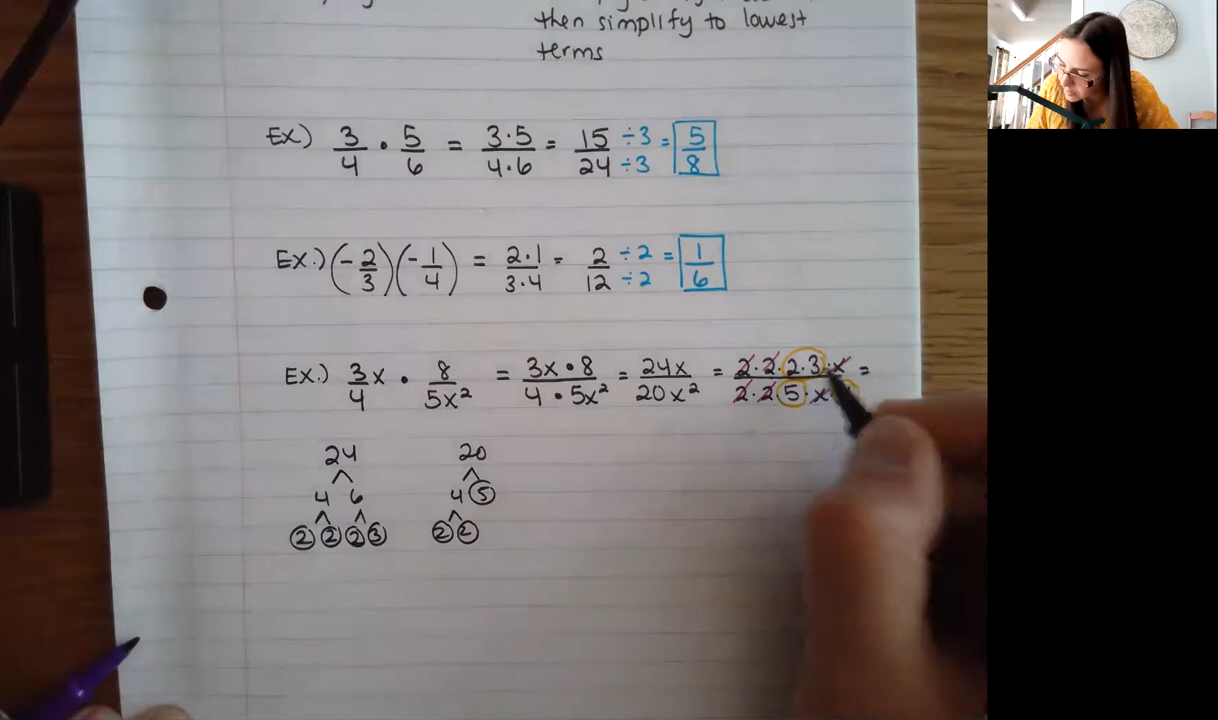 then simplify to lowest
terms
Ex.) 3/4 · 5/6 = 3·5/4·6 = 15/24 ÷3/÷3 = 5/8
Ex.) (-2/3)(-1/4) = 2·1/3·4 = 2/12 ÷2/÷2 = 1/6
Ex.) 3/4 x · 8/5x² = 3x·8/4·5x² = 24x/20x² = 2·2·2·3·x/2·2·5·x· =
24 20
4 6 4 5
2 2 2 3 2 2